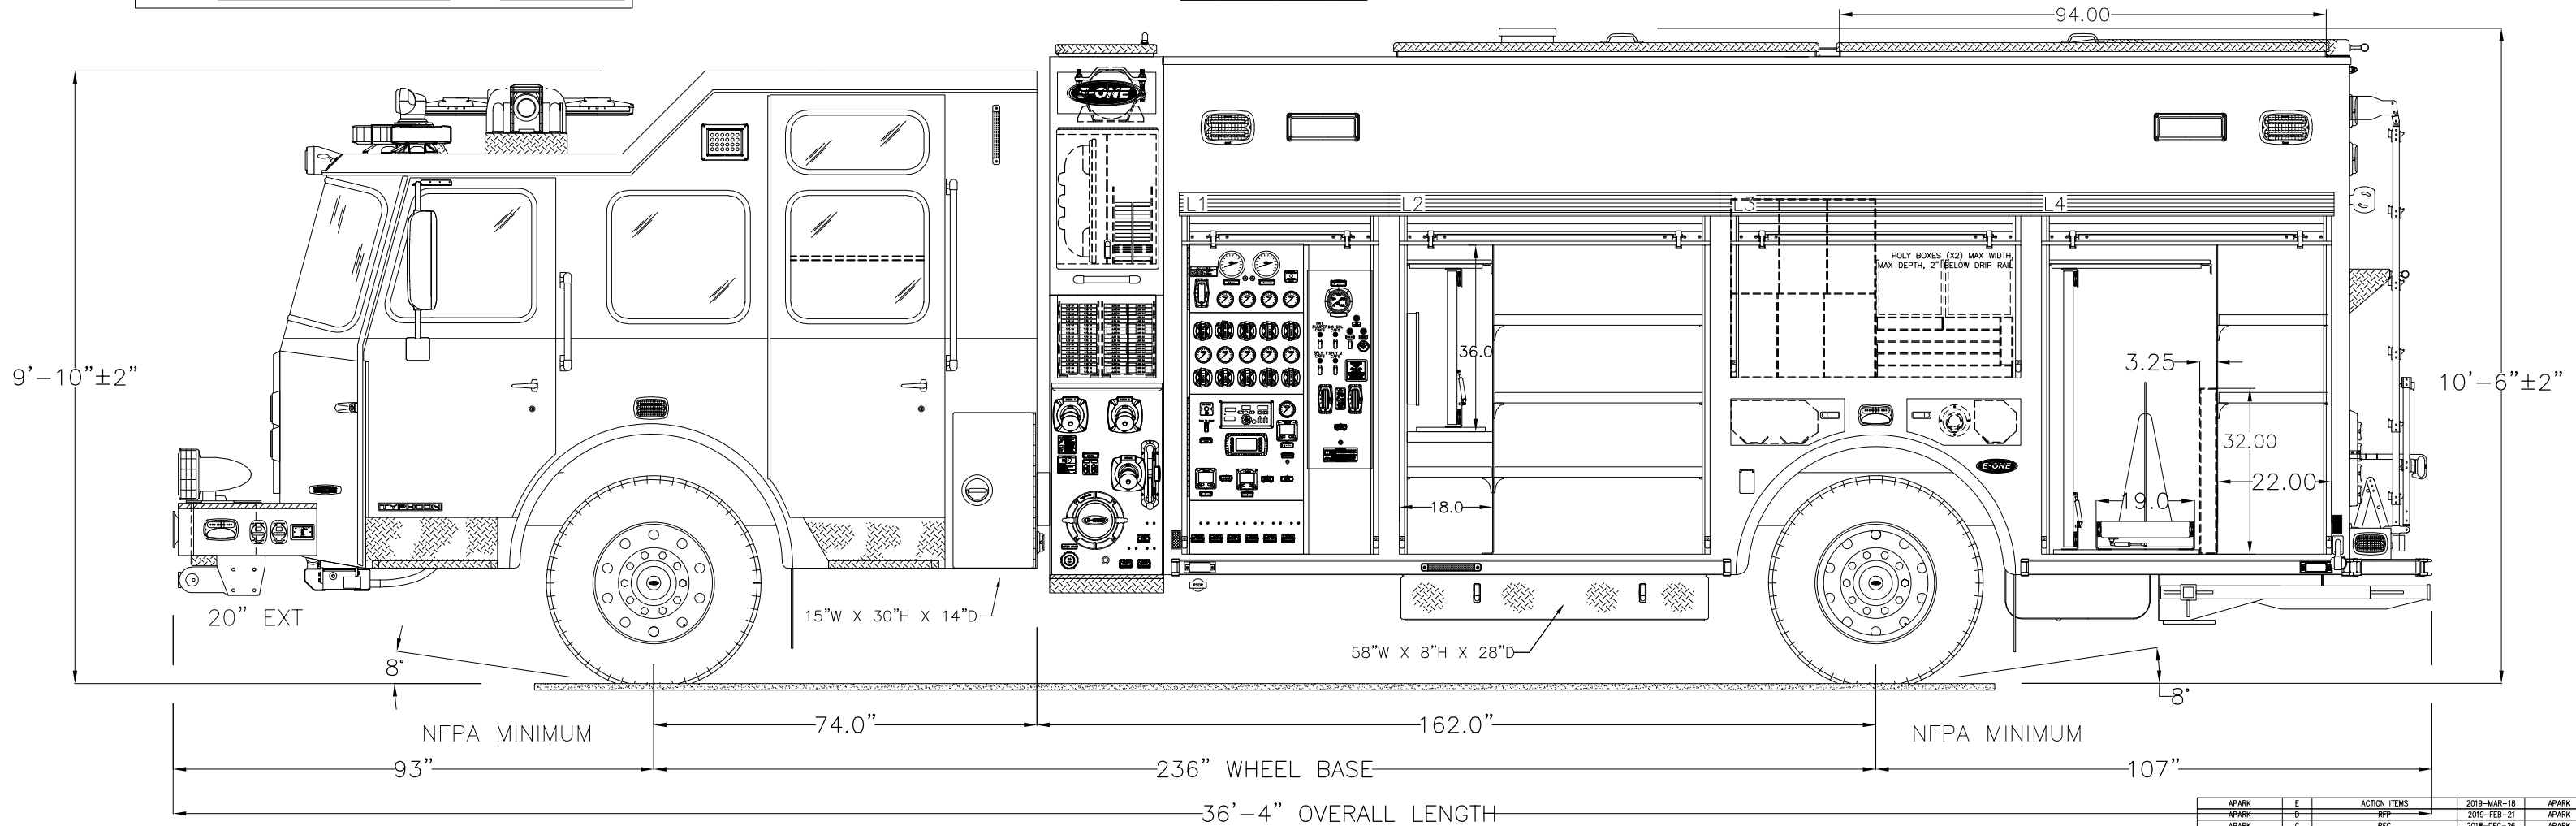 94.00
E-ONE
L1
L2
L3
L4
POLY BOXES (X2) MAX WIDTH,
MAX DEPTH, 2" BELOW DRIP RAIL
36.0
3.25
9'-10"±2"
10'-6"±2"
32.00
E-ONE
22.00
19.0
18.0
TYPHOON
20" EXT
15"W X 30"H X 14"D
58"W X 8"H X 28"D
8°
8°
74.0"
162.0"
NFPA MINIMUM
NFPA MINIMUM
93"
236" WHEEL BASE
107"
36'-4" OVERALL LENGTH
APARK E ACTION ITEMS 2019-MAR-18 APARK
APARK D RFP 2019-FEB-21 APARK